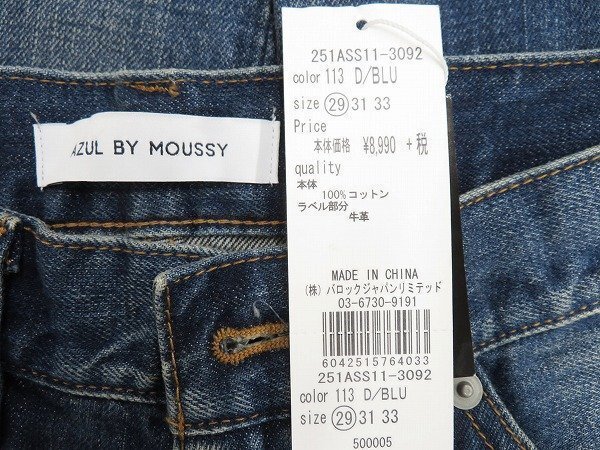 AZUL BY MOUSSY
251ASS11-3092
color 113 D/BLU
size 29 31 33
Price
本体価格 ¥8,990 +税
quality
本体
100%コットン
ラベル部分
牛革
MADE IN CHINA
(株)バロックジャパンリミテッド
03-6730-9191
6042515764033
251ASS11-3092
color 113 D/BLU
size 29 31 33
500005